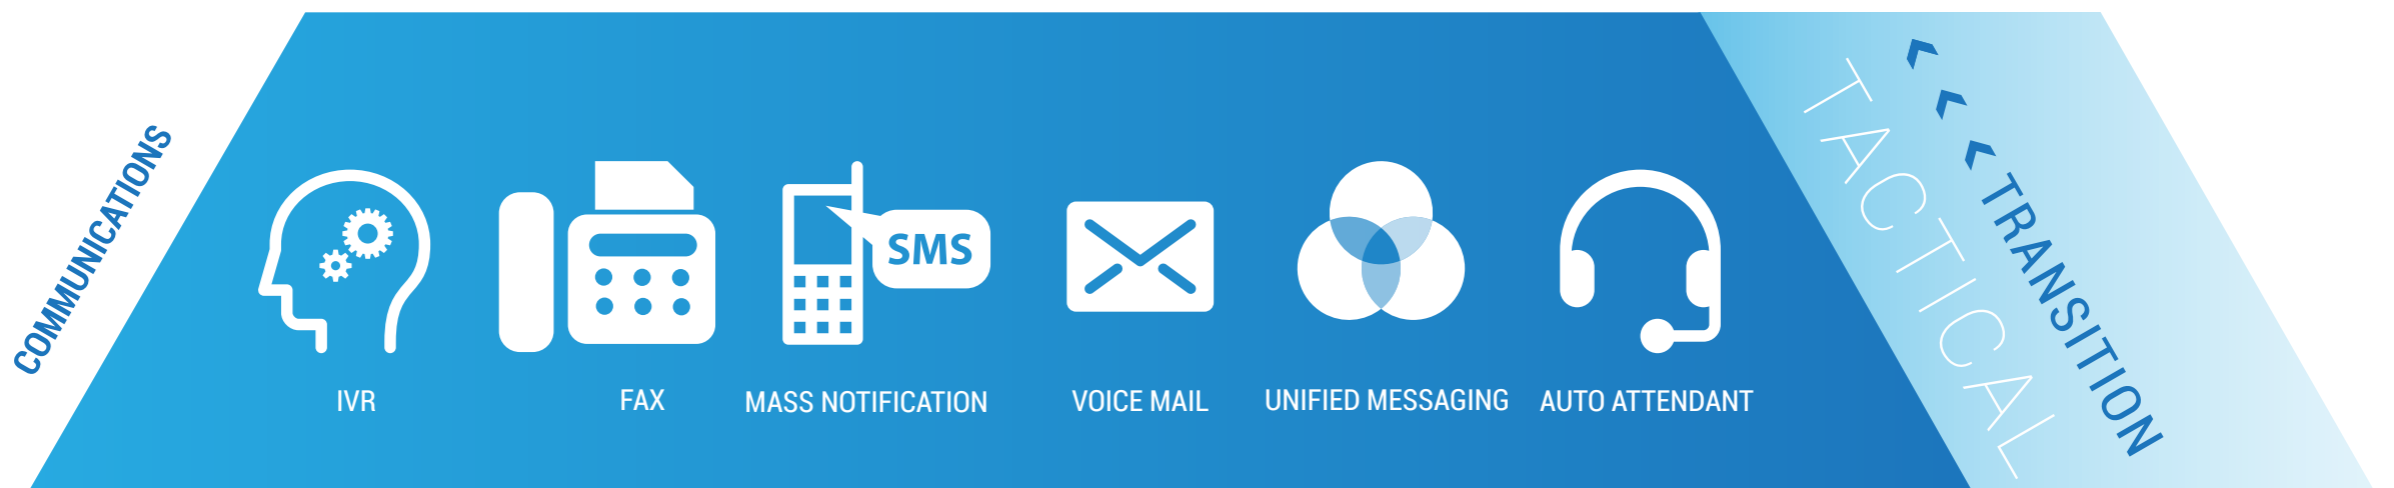 COMMUNICATIONS
SMS
IVR
FAX
MASS NOTIFICATION
VOICE MAIL
UNIFIED MESSAGING
AUTO ATTENDANT
TACTICAL
TRANSITION